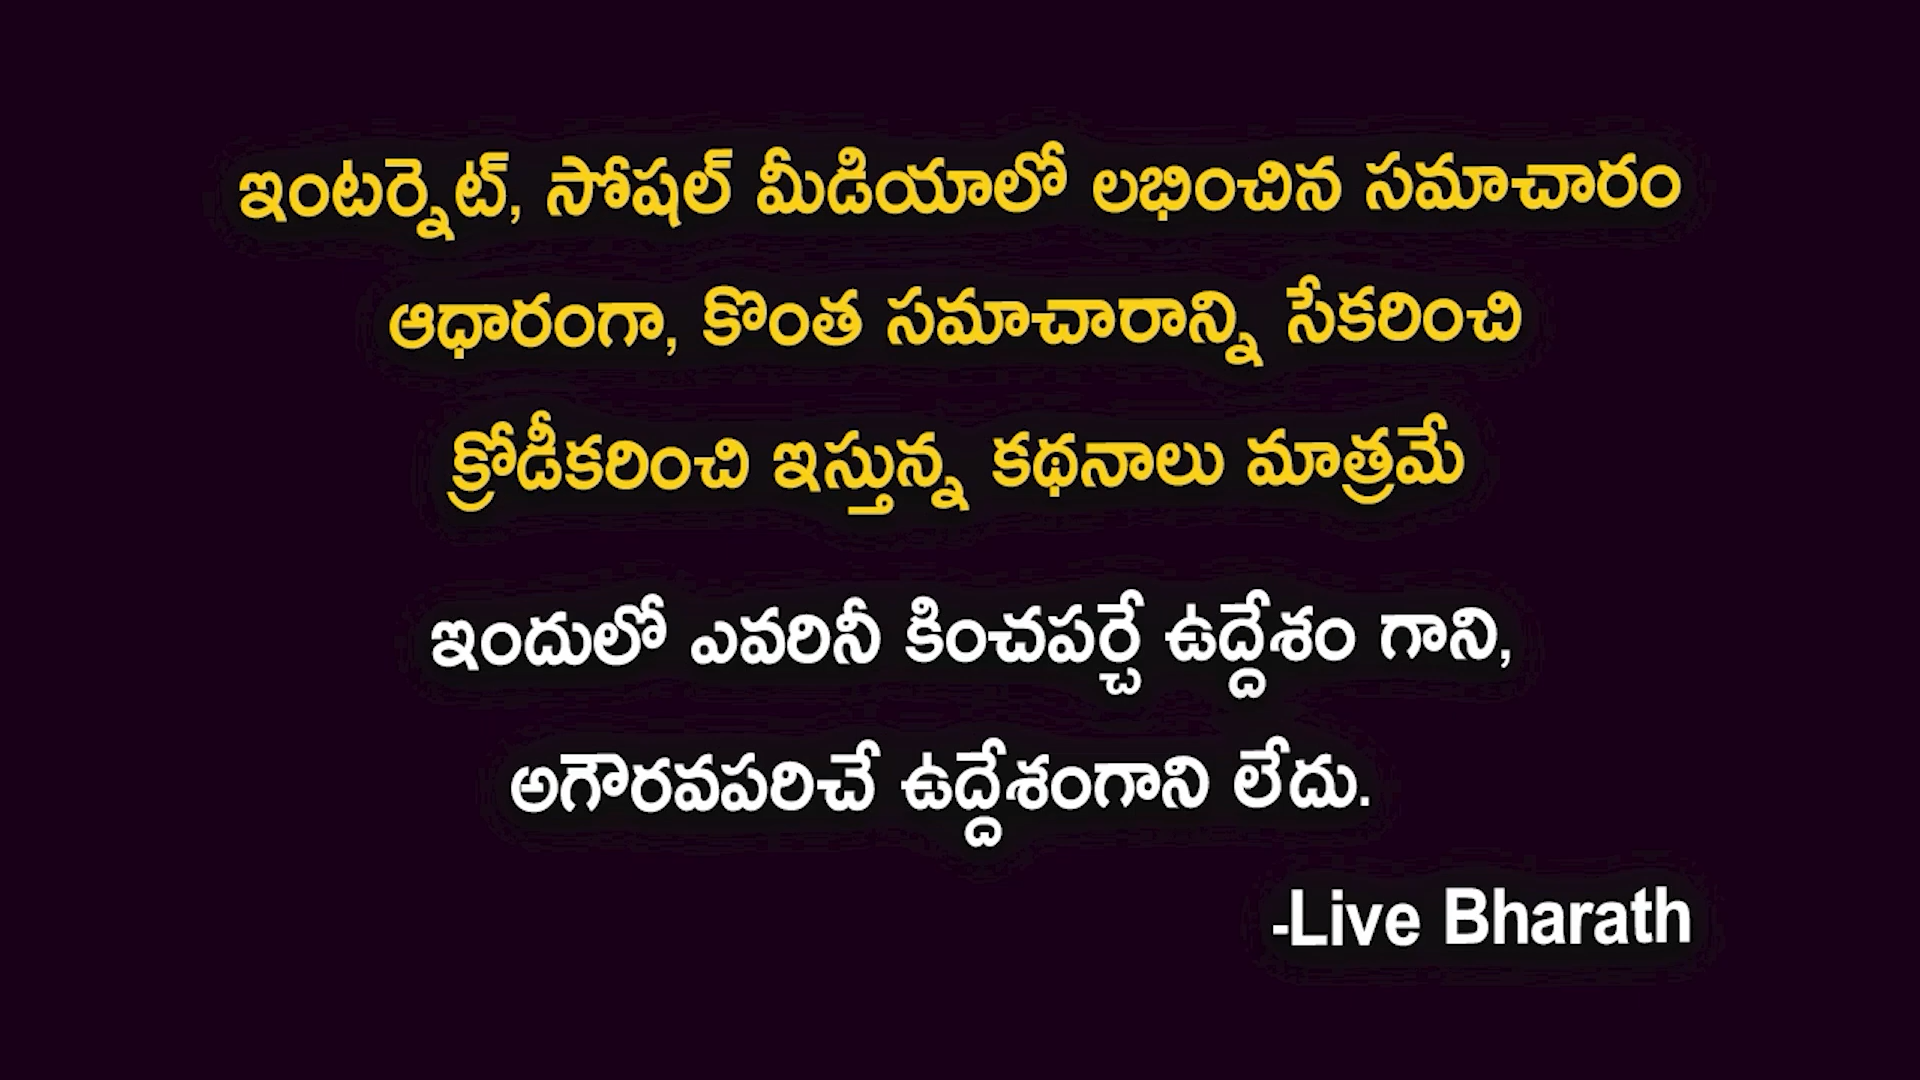 ఇంటర్నెట్, సోషల్ మీడియాలో లభించిన సమాచారం
ఆధారంగా, కొంత సమాచారాన్ని సేకరించి
క్రోడీకరించి ఇస్తున్న కథనాలు మాత్రమే
ఇందులో ఎవరినీ కించపర్చే ఉద్దేశం గాని,
అగౌరవపరిచే ఉద్దేశంగాని లేదు.
-Live Bharath